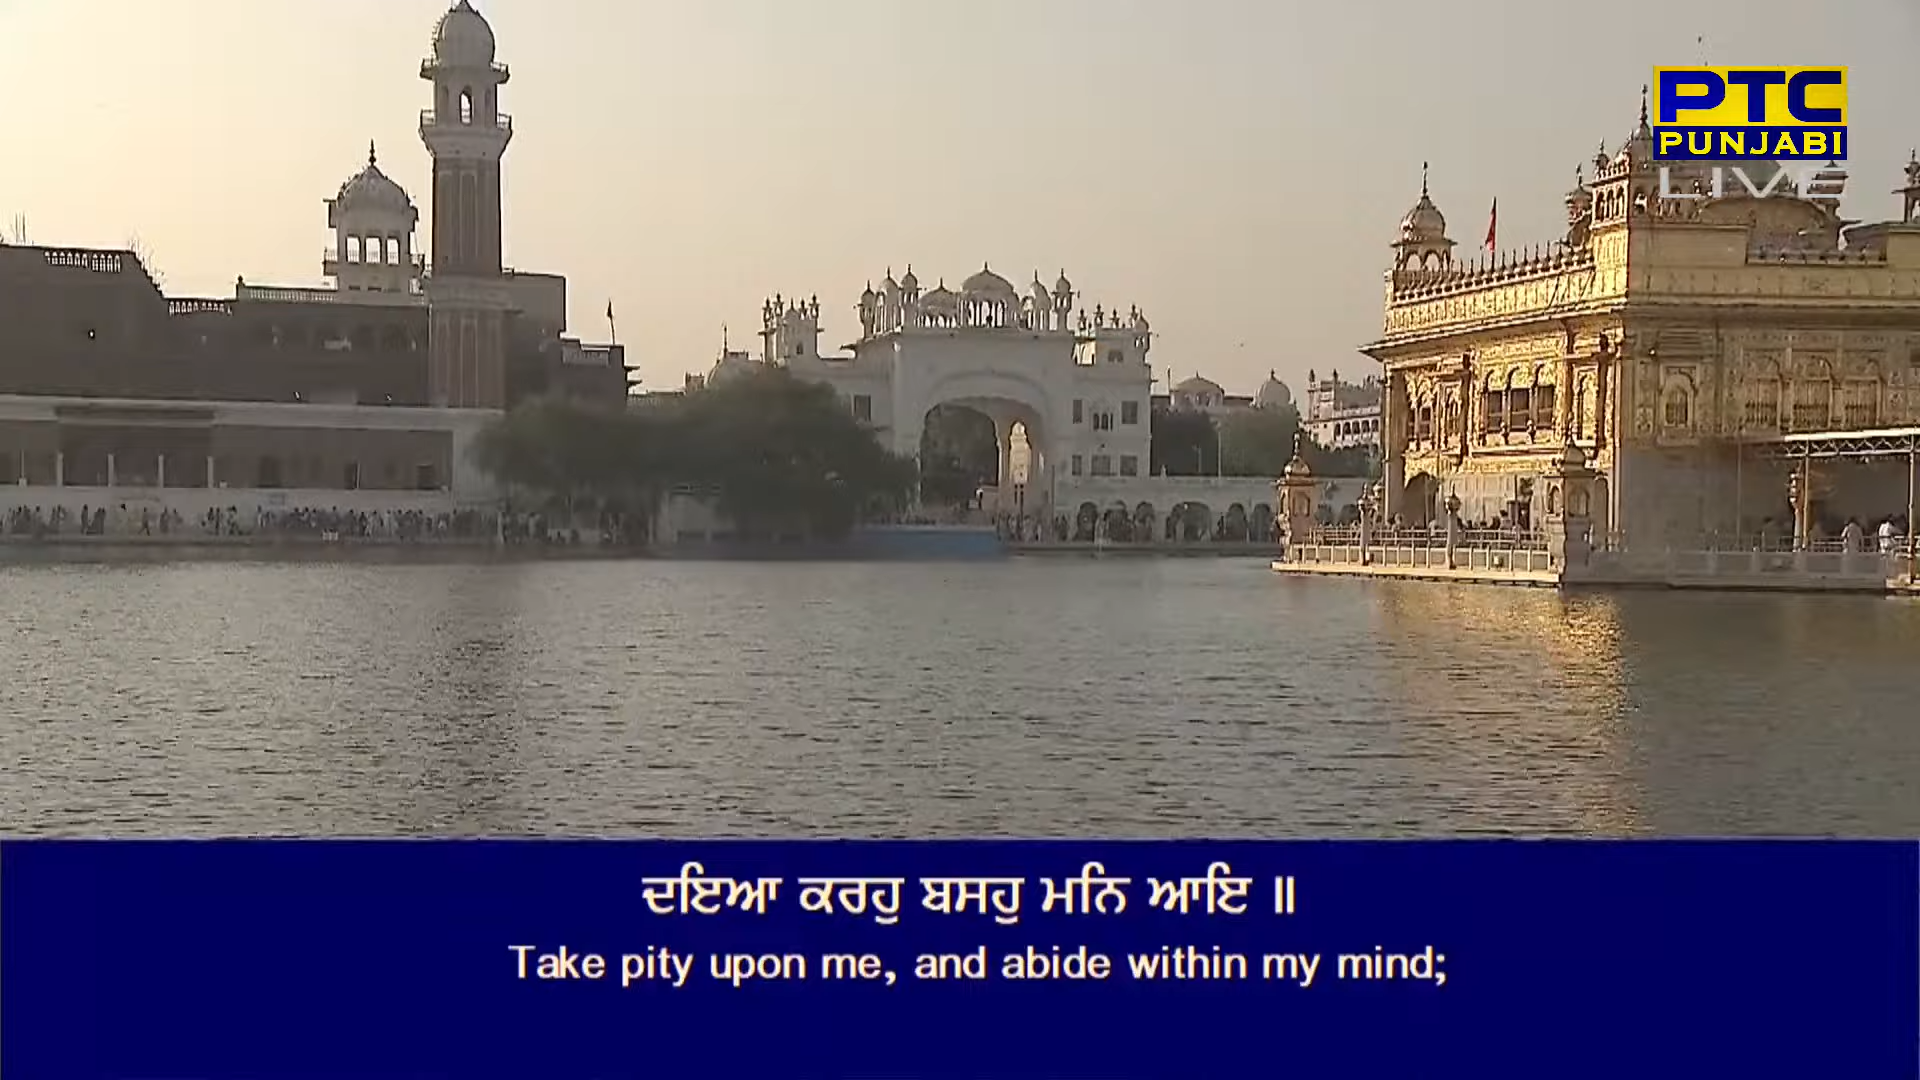 PTC
PUNJABI
LIVE
ਦਇਆ ਕਰਹੁ ਬਸਹੁ ਮਨਿ ਆਇ ॥
Take pity upon me, and abide within my mind;